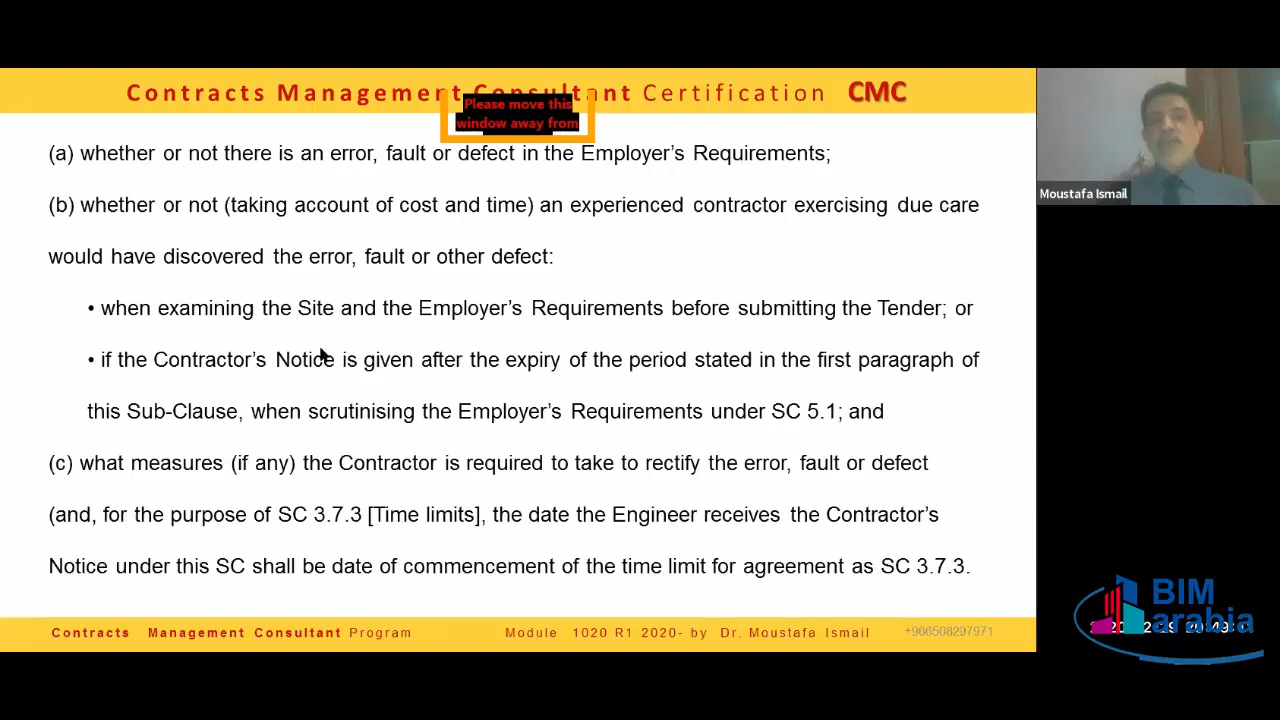 Contracts Management Consultant Certification CMC
Please move this
window away from
(a) whether or not there is an error, fault or defect in the Employer's Requirements;
(b) whether or not (taking account of cost and time) an experienced contractor exercising due care
would have discovered the error, fault or other defect:
• when examining the Site and the Employer's Requirements before submitting the Tender; or
• if the Contractor's Notice is given after the expiry of the period stated in the first paragraph of
this Sub-Clause, when scrutinising the Employer's Requirements under SC 5.1; and
(c) what measures (if any) the Contractor is required to take to rectify the error, fault or defect
(and, for the purpose of SC 3.7.3 [Time limits], the date the Engineer receives the Contractor's
Notice under this SC shall be date of commencement of the time limit for agreement as SC 3.7.3.
Contracts Management Consultant Program
Module 1020 R1 2020- by Dr. Moustafa Ismail
+966508297971
Moustafa Ismail
BIM
arabia